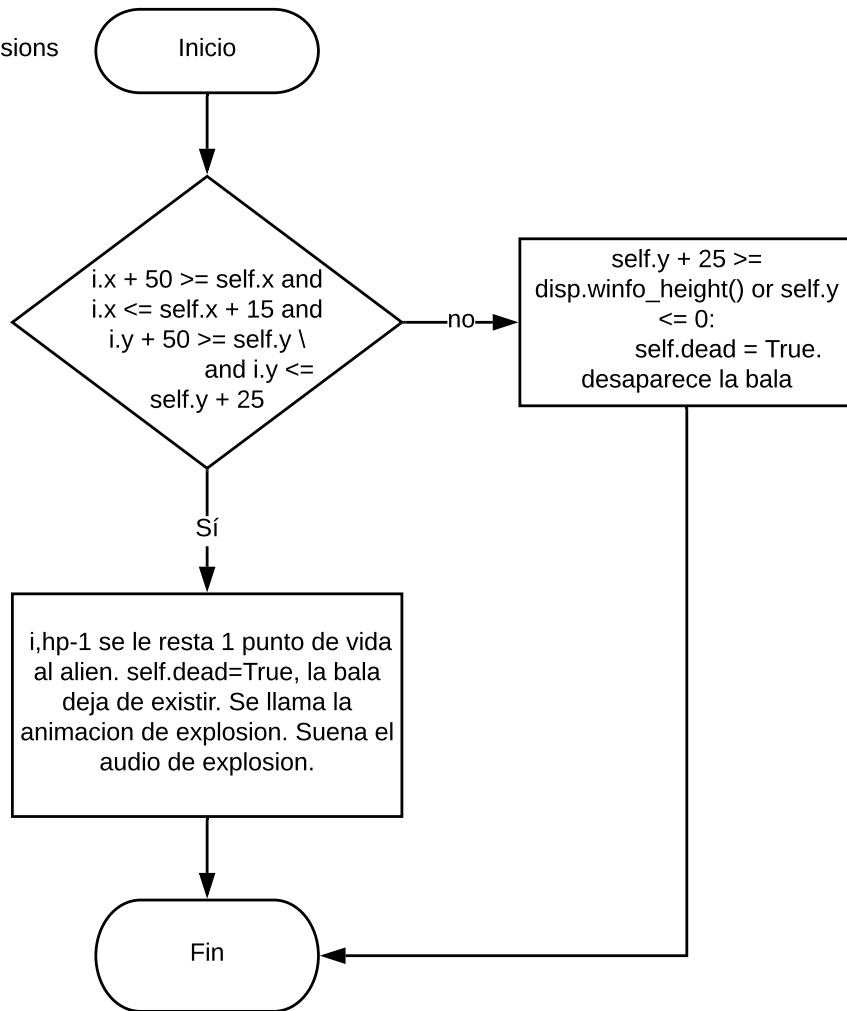 sions
Inicio
i.x + 50 >= self.x and
i.x <= self.x + 15 and
i.y + 50 >= self.y \
and i.y <=
self.y + 25
no
self.y + 25 >=
disp.winfo_height() or self.y
<= 0:
self.dead = True.
desaparece la bala
Sí
i,hp-1 se le resta 1 punto de vida
al alien. self.dead=True, la bala
deja de existir. Se llama la
animacion de explosion. Suena el
audio de explosion.
Fin